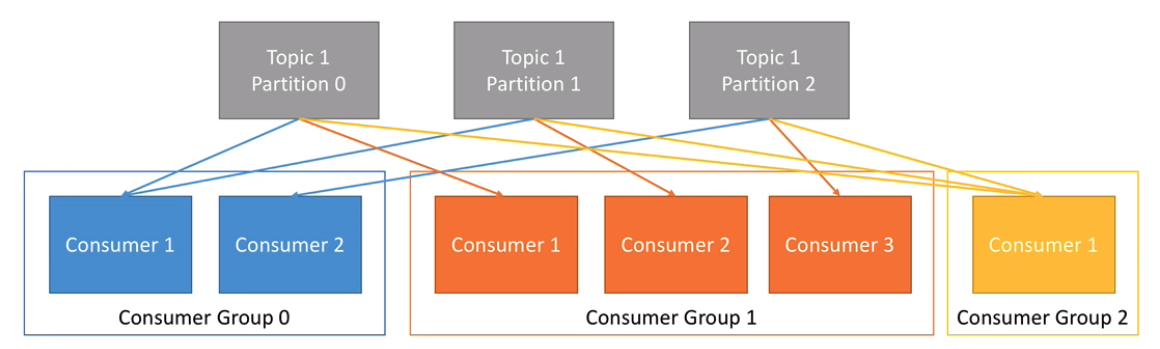 Topic 1
Partition 0
Topic 1
Partition 1
Topic 1
Partition 2
Consumer 1
Consumer 2
Consumer Group 0
Consumer 1
Consumer 2
Consumer 3
Consumer Group 1
Consumer 1
Consumer Group 2